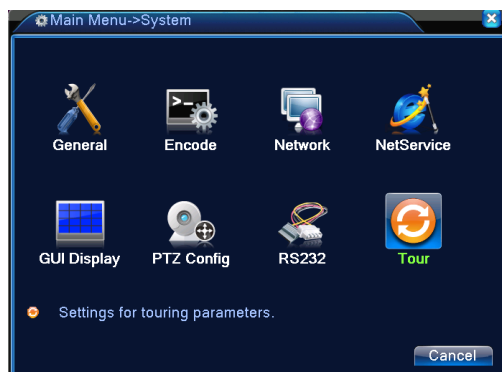 Main Menu->System
General
Encode
Network
NetService
GUI Display
PTZ Config
RS232
Tour
Settings for touring parameters.
Cancel